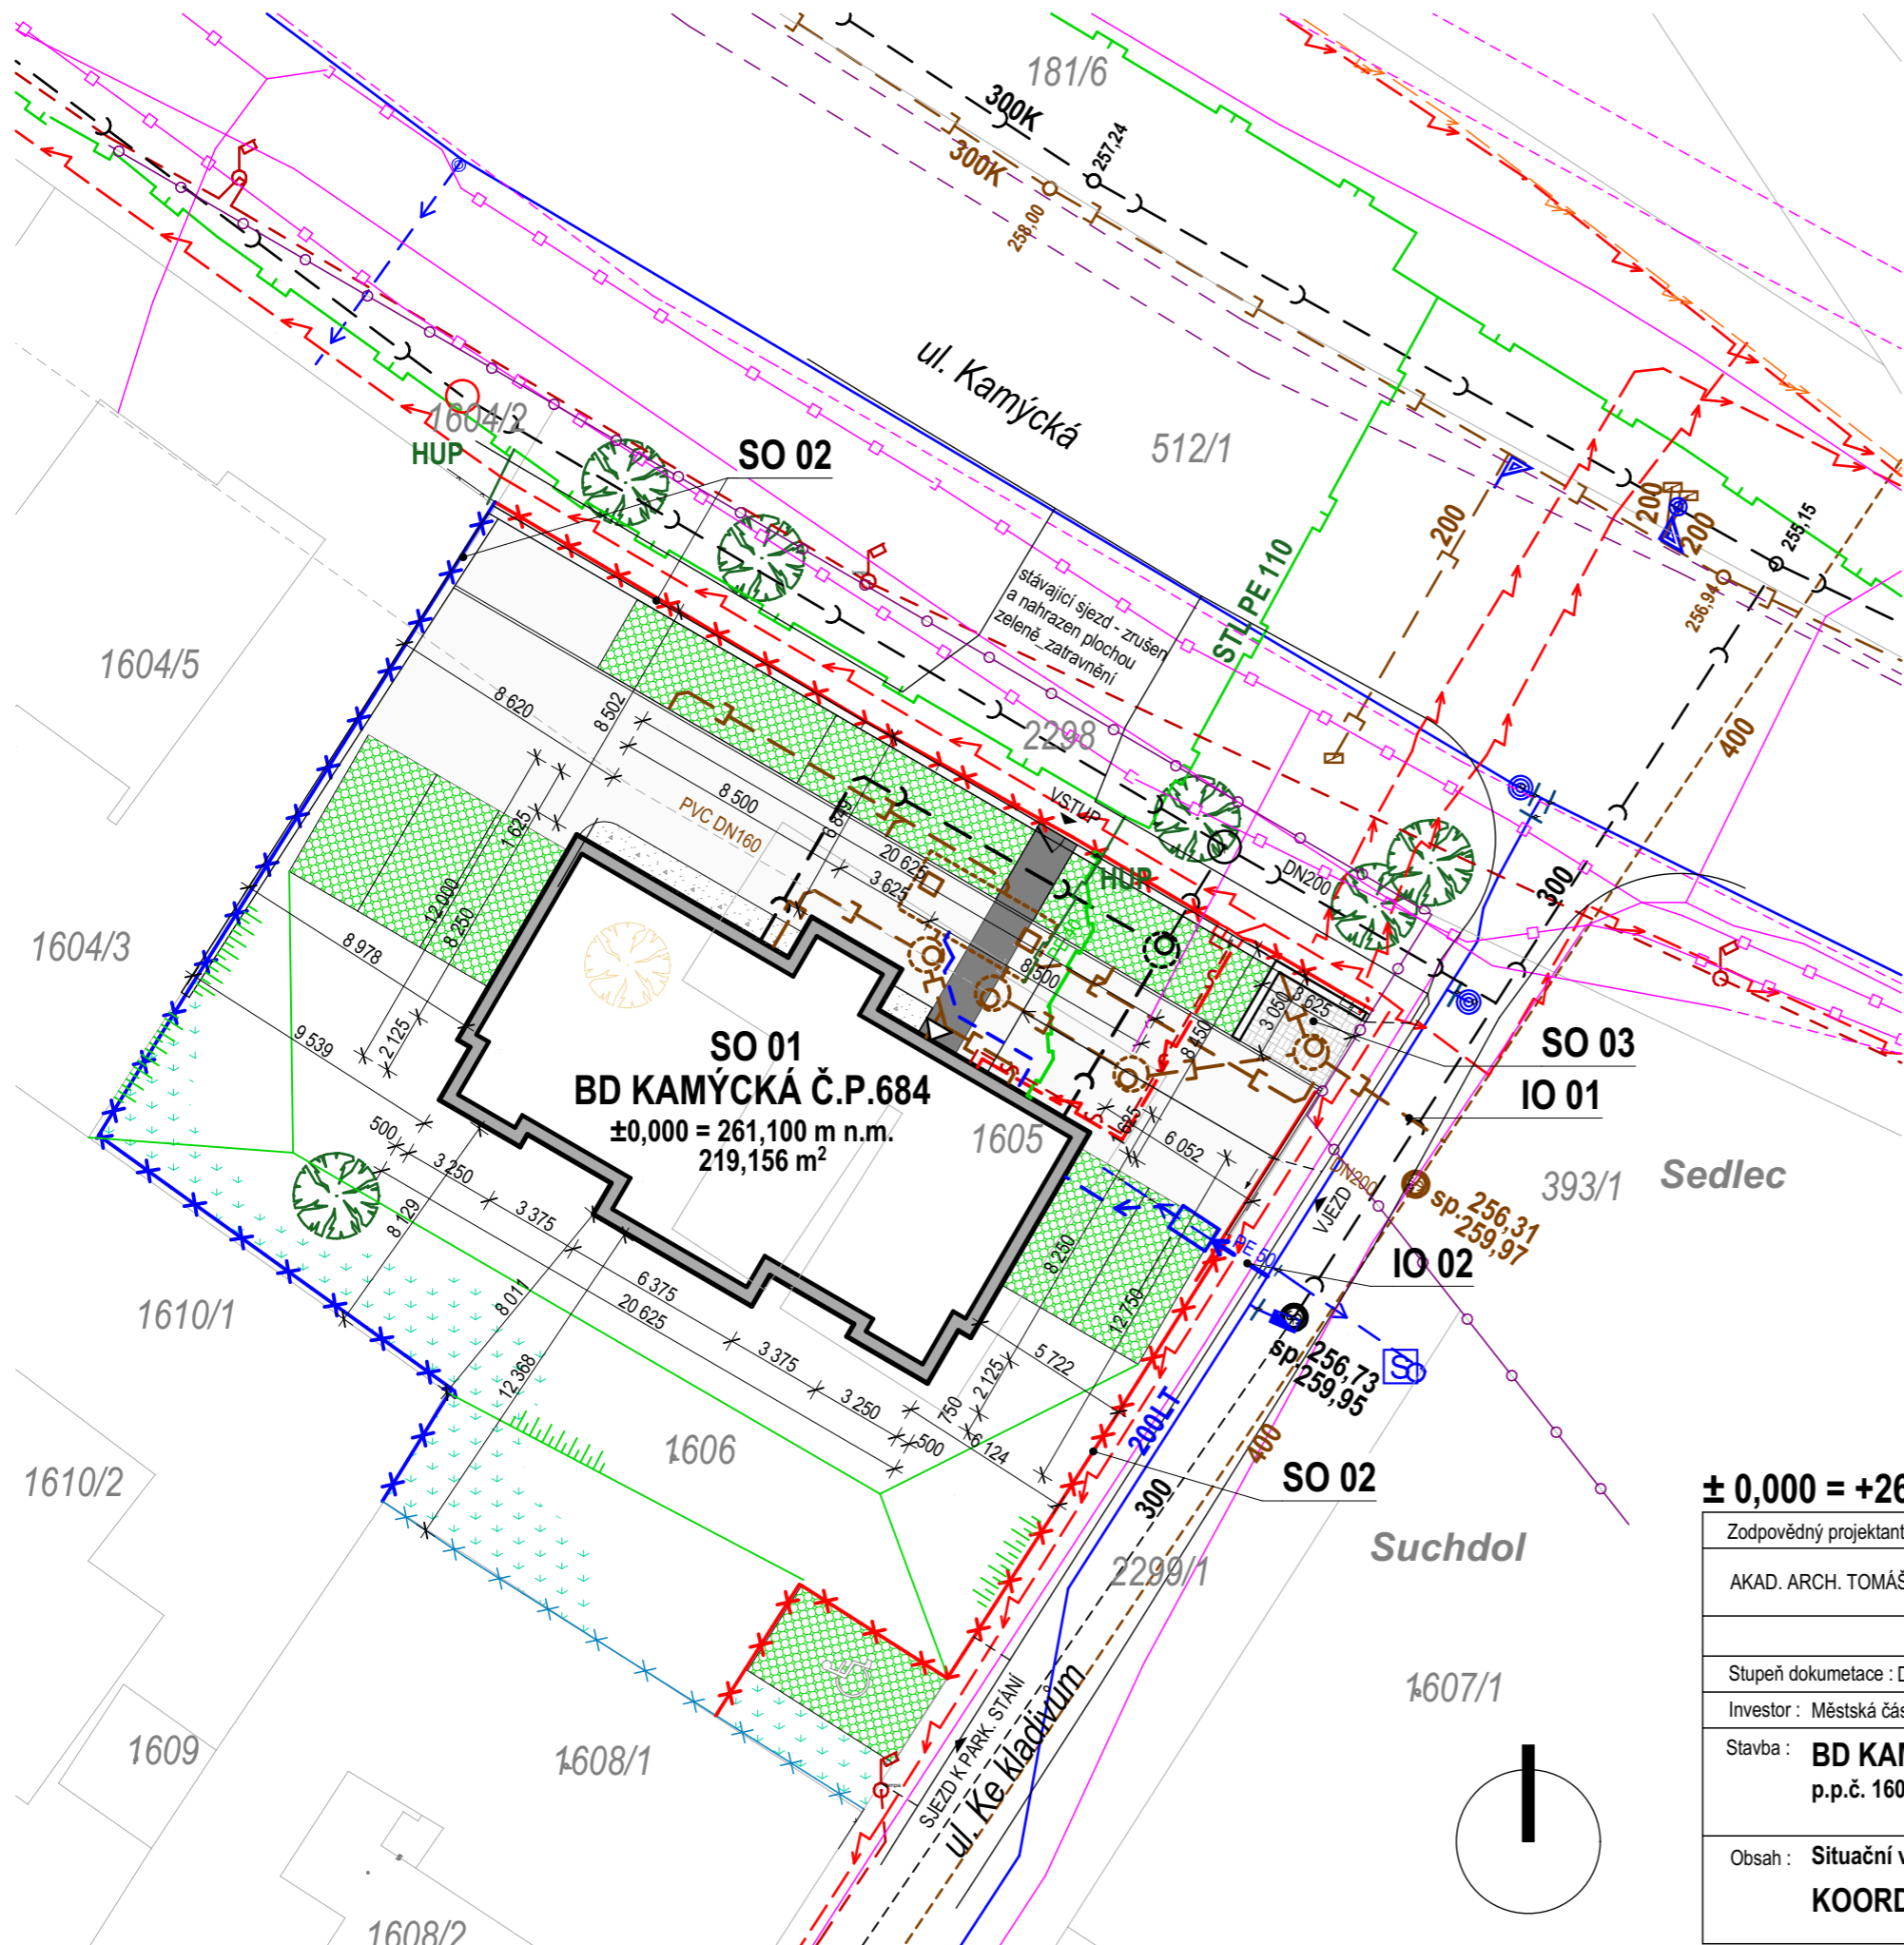 181/6
300K
257,24
300K
258,00
ul. Kamýcká
512/1
1604/2
HUP
SO 02
200
200
200
255,15
256,94
stávající sjezd - zrušen
a nahrazen plochou
zeleně_zatravnění
STL PE 110
1604/5
8 620
8 502
2298
400
8 500
PVC DN160
1 625
VSTUP
20 625
3 625
HUP
DN200
300
12 000
8 250
1604/3
8 978
8 500
3 050
3 625
8 450
9 539
2 125
SO 01
BD KAMÝCKÁ Č.P.684
±0,000 = 261,100 m n.m.
219,156 m²
SO 03
IO 01
1605
1 625
6 052
500
3 250
DN200
393/1
Sedlec
sp. 256,31
259,97
VJEZD
3 375
8 129
PE 50
IO 02
8 250
8 011
6 375
20 625
12 750
1610/1
3 375
5 722
sp. 256,73
259,95
12 368
3 250
2 125
750
500
6 124
200LT
400
1606
SO 02
1610/2
300
± 0,000 = +26
Suchdol
Zodpovědný projektant
2299/1
AKAD. ARCH. TOMÁŠ
1607/1
Stupeň dokumetace : D
SJEZD K PARK. STÁNÍ
ul. Ke kladivům
Investor : Městská čás
Stavba : BD KAM
p.p.č. 160
1609
1608/1
Obsah : Situační v
KOORD
1608/2